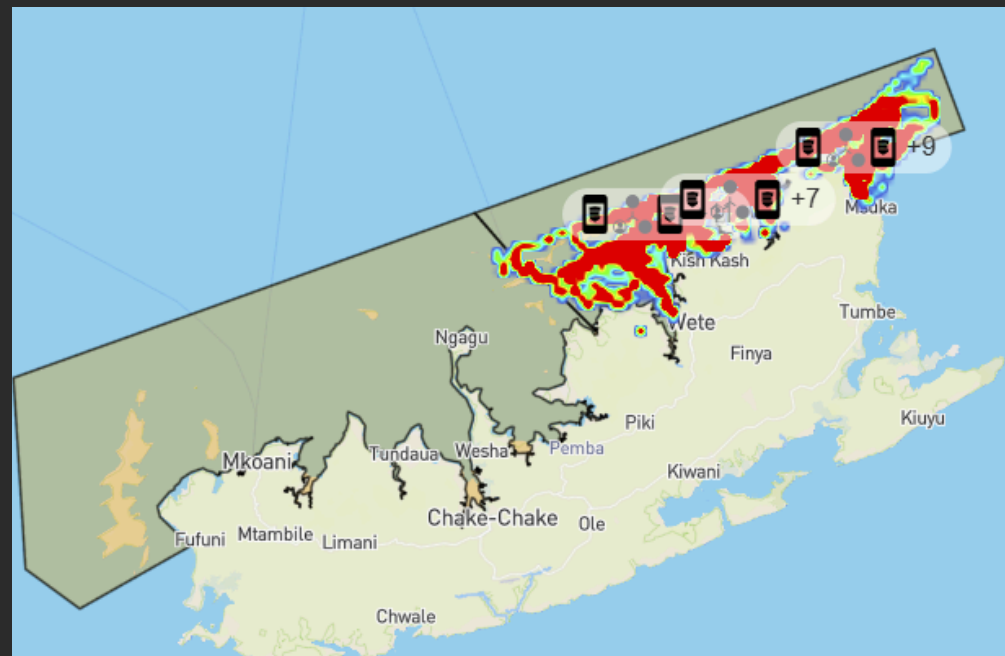 +9
+7
Msuka
Kish Kash
Tumbe
Wete
Ngagu
Finya
Kiuyu
Piki
Pemba
Wesha
Tundaua
Mkoani
Kiwani
Chake-Chake
Ole
Fufuni
Mtambile
Limani
Chwale